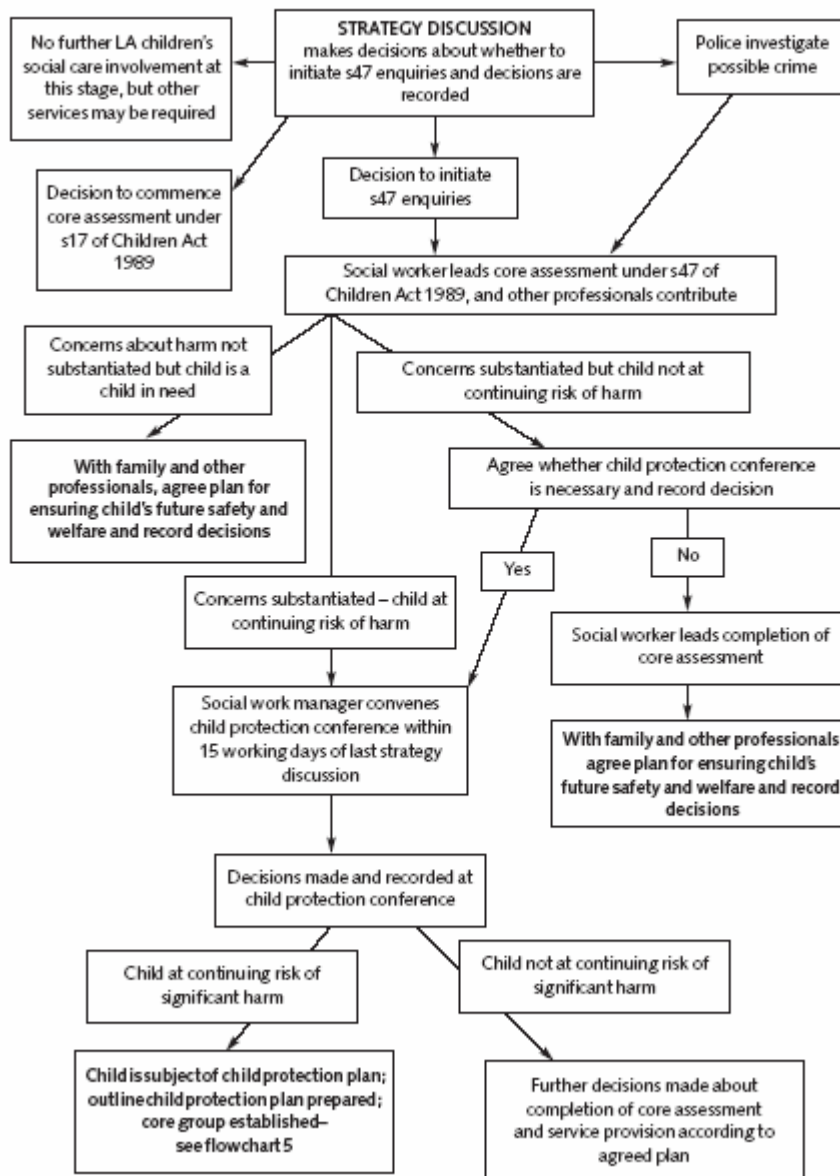 No further LA children's
social care involvement at
this stage, but other
services may be required
STRATEGY DISCUSSION
makes decisions about whether to
initiate s47 enquiries and decisions are
recorded
Police investigate
possible crime
Decision to initiate
s47 enquiries
Decision to commence
core assessment under
s17 of Children Act
1989
Social worker leads core assessment under s47 of
Children Act 1989, and other professionals contribute
Concerns about harm not
substantiated but child is a
child in need
Concerns substantiated but child not at
continuing risk of harm
With family and other
professionals, agree plan for
ensuring child's future safety and
welfare and record decisions
Agree whether child protection conference
is necessary and record decision
Yes
No
Concerns substantiated – child at
continuing risk of harm
Social worker leads completion of
core assessment
Social work manager convenes
child protection conference within
15 working days of last strategy
discussion
With family and other professionals,
agree plan for ensuring child's
future safety and welfare and record
decisions
Decisions made and recorded at
child protection conference
Child at continuing risk of
significant harm
Child not at continuing risk of
significant harm
Child is subject of child protection plan;
outline child protection plan prepared;
core group established–
see flowchart 5
Further decisions made about
completion of core assessment
and service provision according to
agreed plan